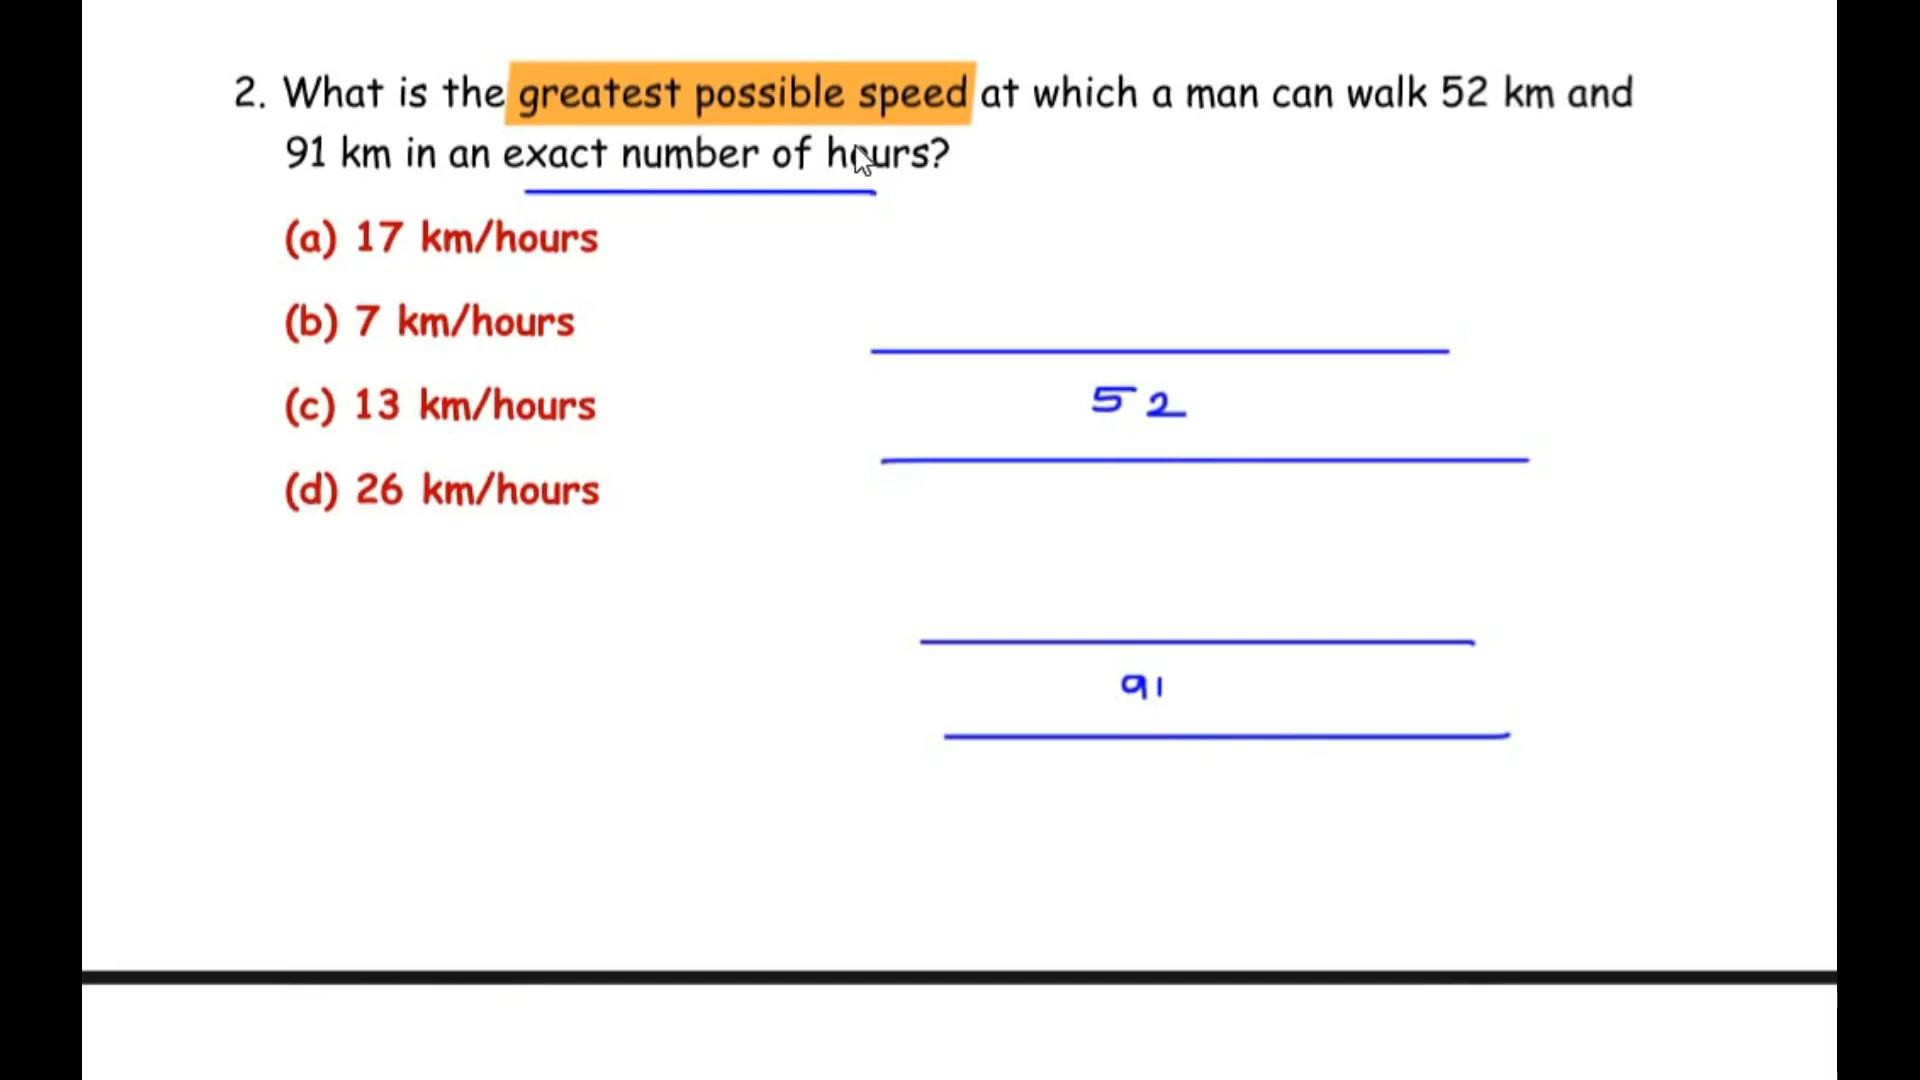 2. What is the greatest possible speed at which a man can walk 52 km and
91 km in an exact number of hours?
(a) 17 km/hours
(b) 7 km/hours
(c) 13 km/hours
(d) 26 km/hours
52
91